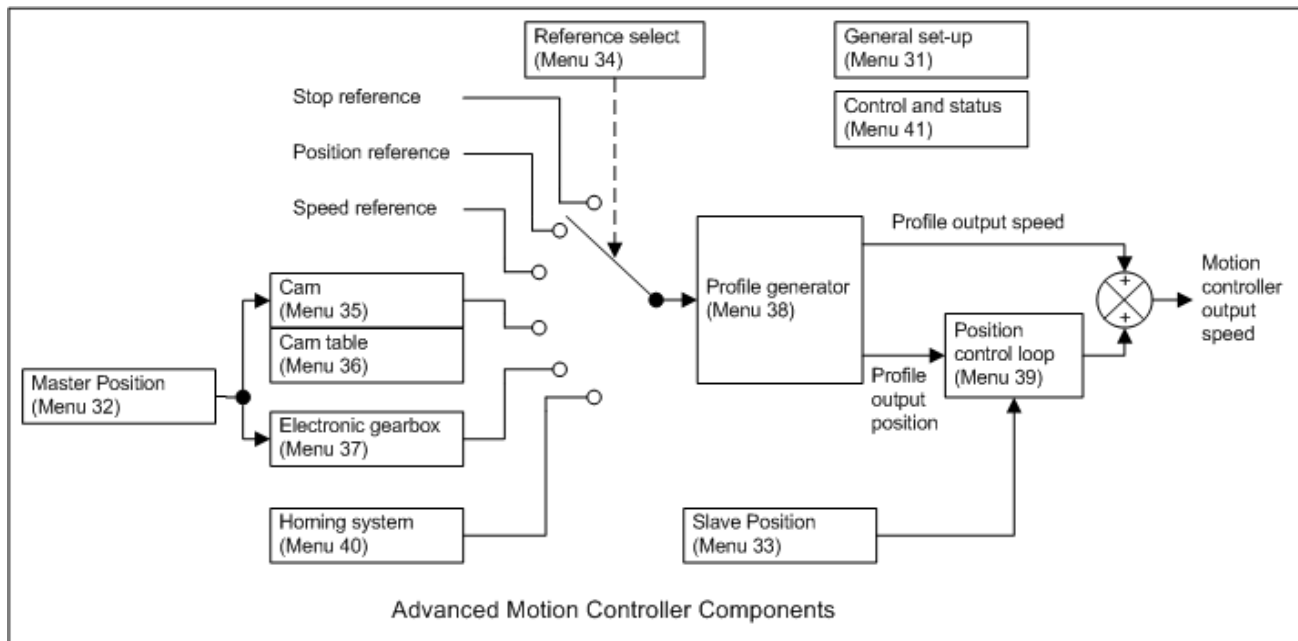 Reference select
(Menu 34)
General set-up
(Menu 31)
Control and status
(Menu 41)
Stop reference
Position reference
Speed reference
Cam
(Menu 35)
Cam table
(Menu 36)
Master Position
(Menu 32)
Electronic gearbox
(Menu 37)
Homing system
(Menu 40)
Profile generator
(Menu 38)
Profile output speed
Profile
output
position
Position
control loop
(Menu 39)
+
+
Motion
controller
output
speed
Slave Position
(Menu 33)
Advanced Motion Controller Components